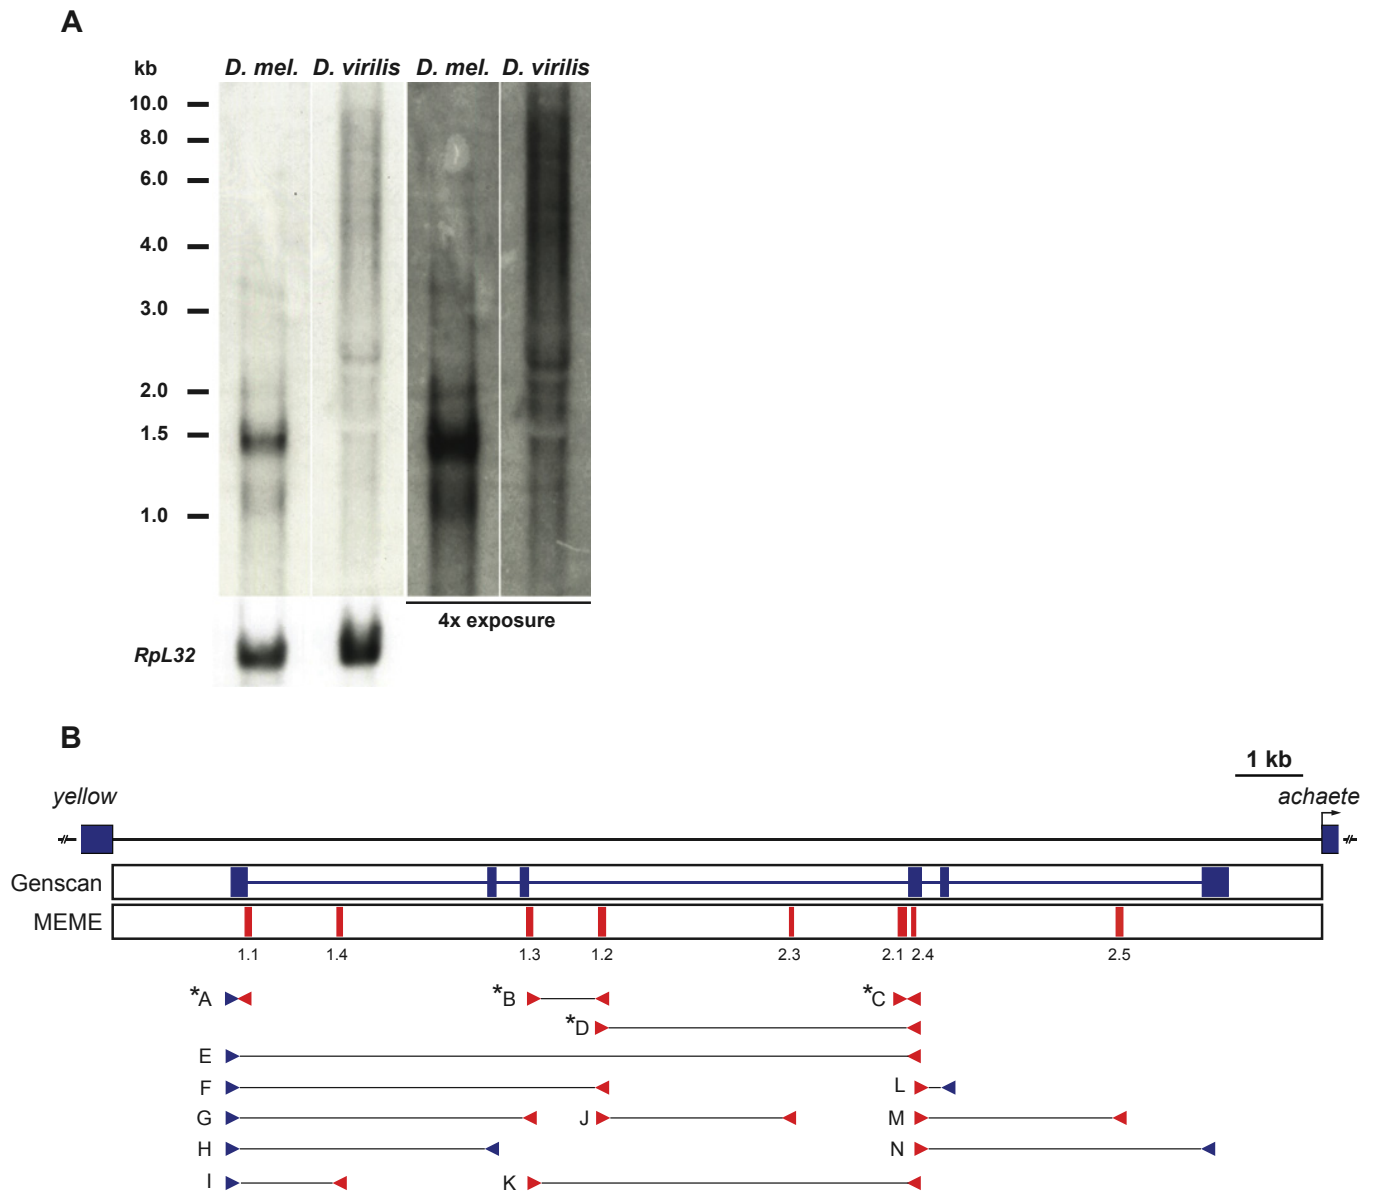 A
kb D. mel. D. virilis D. mel. D. virilis
10.0
8.0
6.0
4.0
3.0
2.0
1.5
1.0
4x exposure
RpL32
B
1 kb
yellow achaete
Genscan
MEME
1.1 1.4 1.3 1.2 2.3 2.1 2.4 2.5
*A *B *C
*D
E
F L
G J M
H N
I K